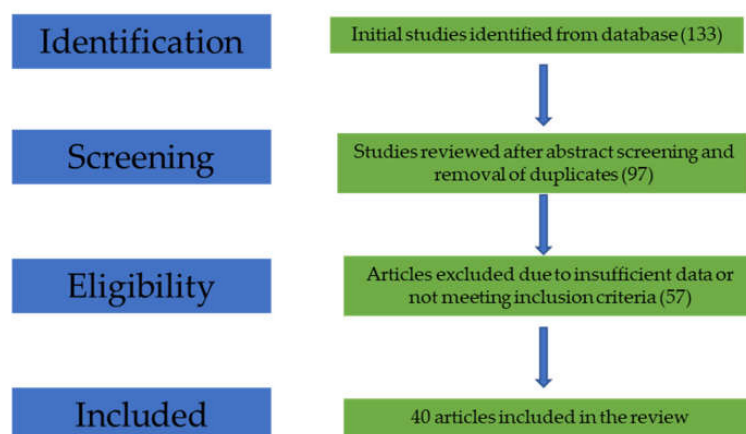 Identification
Initial studies identified from database (133)
Screening
Studies reviewed after abstract screening and
removal of duplicates (97)
Eligibility
Articles excluded due to insufficient data or
not meeting inclusion criteria (57)
Included
40 articles included in the review